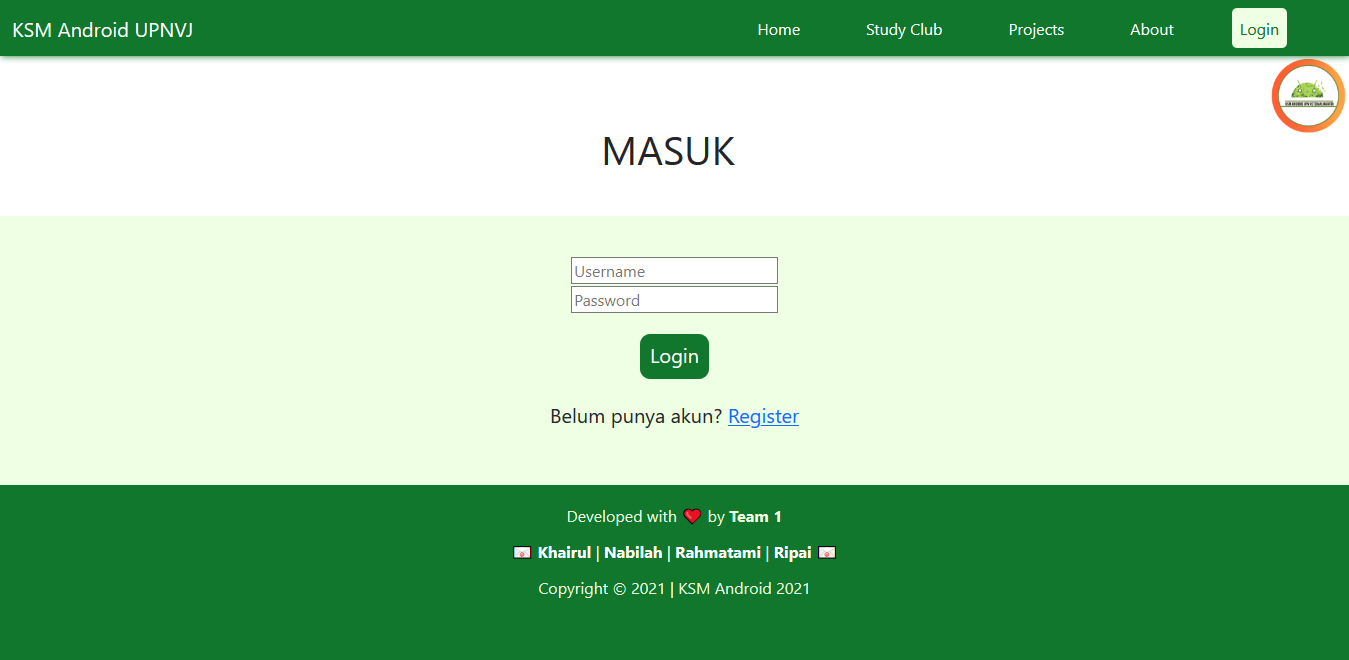 KSM Android UPNVJ Home Study Club Projects About Login
MASUK
Username
Password
Login
Belum punya akun? Register
Developed with ❤️ by Team 1
💌 Khairul | Nabilah | Rahmatami | Ripai 💌
Copyright © 2021 | KSM Android 2021